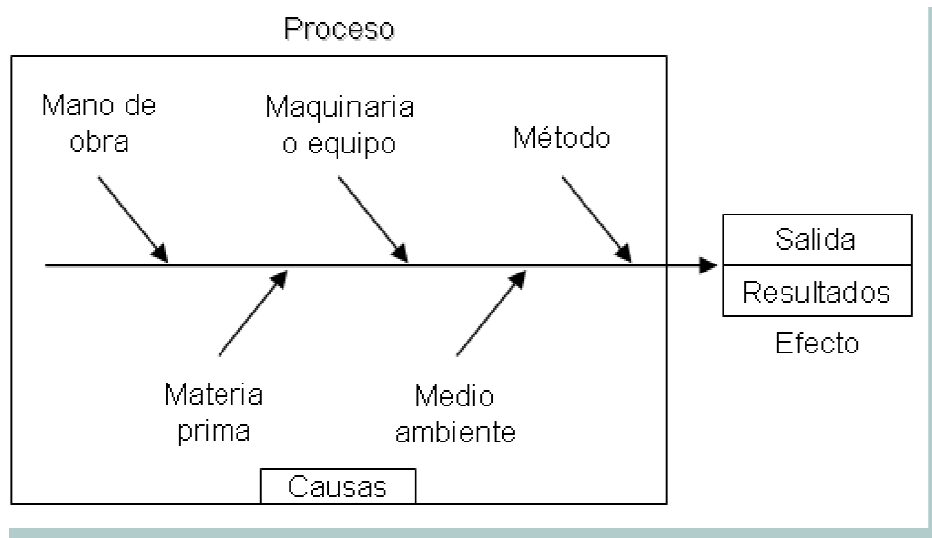 Proceso
Mano de
obra
Maquinaria
o equipo
Método
Salida
Resultados
Efecto
Materia
prima
Medio
ambiente
Causas